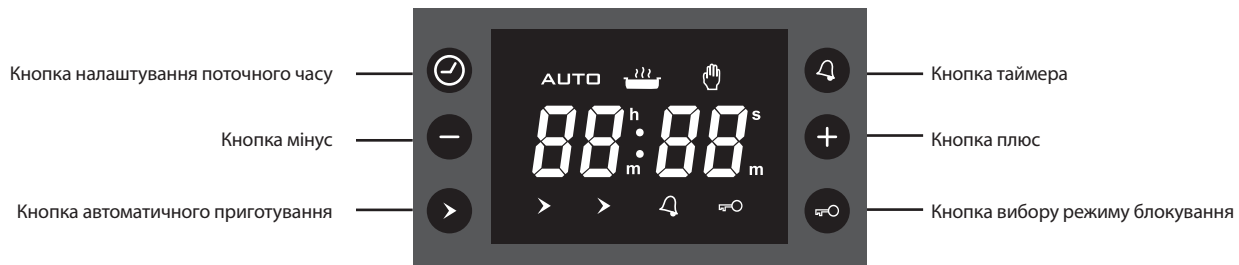 Кнопка налаштування поточного часу
Кнопка мінус
Кнопка автоматичного приготування
AUTO
88:88
h
s
m
m
Кнопка таймера
Кнопка плюс
Кнопка вибору режиму блокування